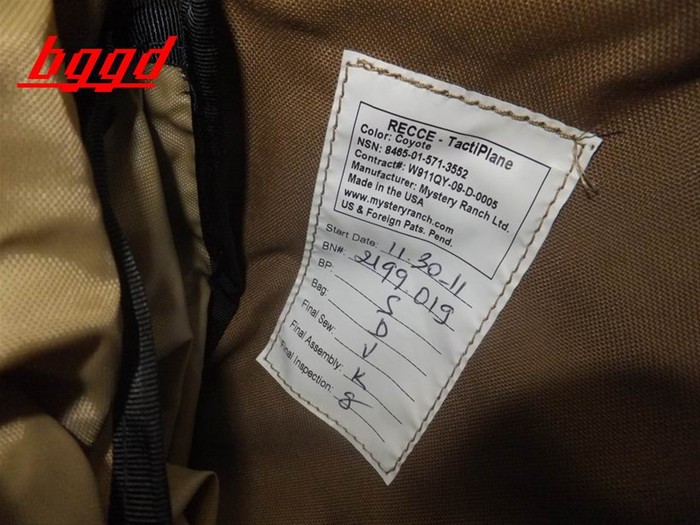 bggd
RECCE - TactiPlane
Color: Coyote
NSN: 8465-01-571-3552
Contract#: W911QY-09-D-0005
Manufacturer: Mystery Ranch Ltd.
Made in the USA
www.mysteryranch.com
US & Foreign Pats. Pend.
Start Date: 11.30-11
BN#: 2199019
BP:
Bag: S
Final Sew: D
Final Assembly: V
Final Inspection: K
8